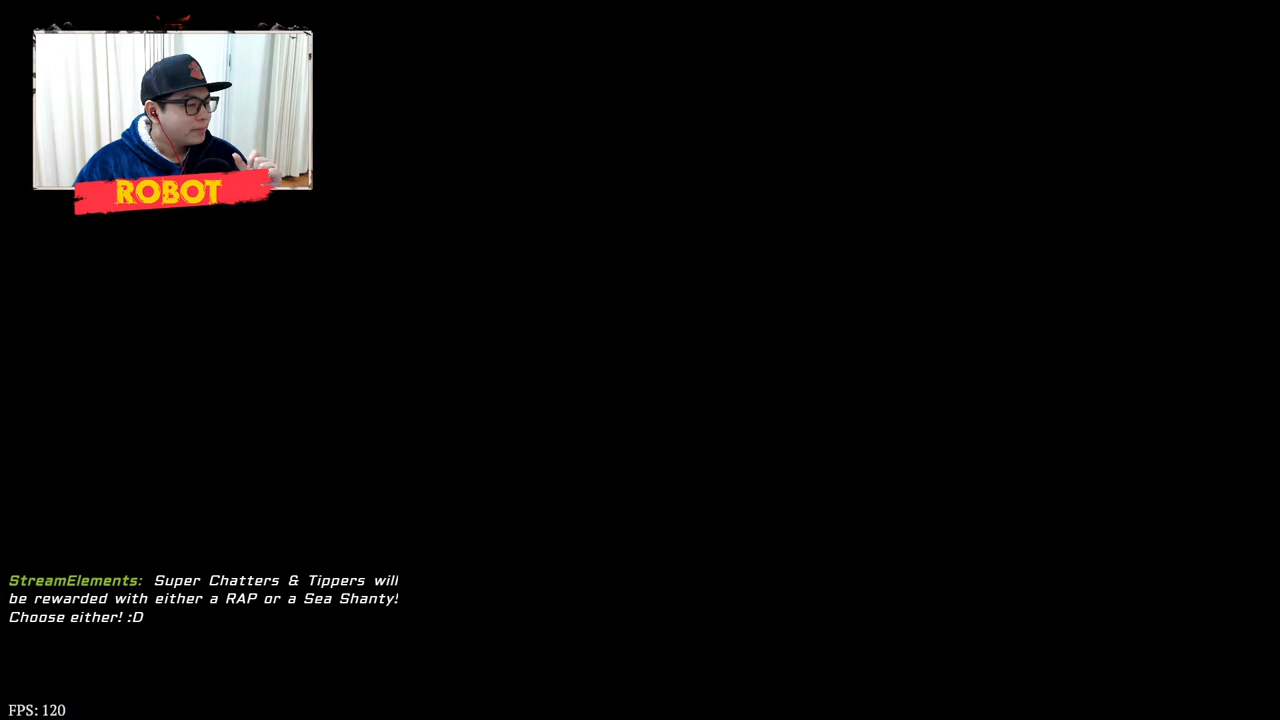 ROBOT
StreamElements: Super Chatters & Tippers will
be rewarded with either a RAP or a Sea Shanty!
Choose either! :D
FPS: 120